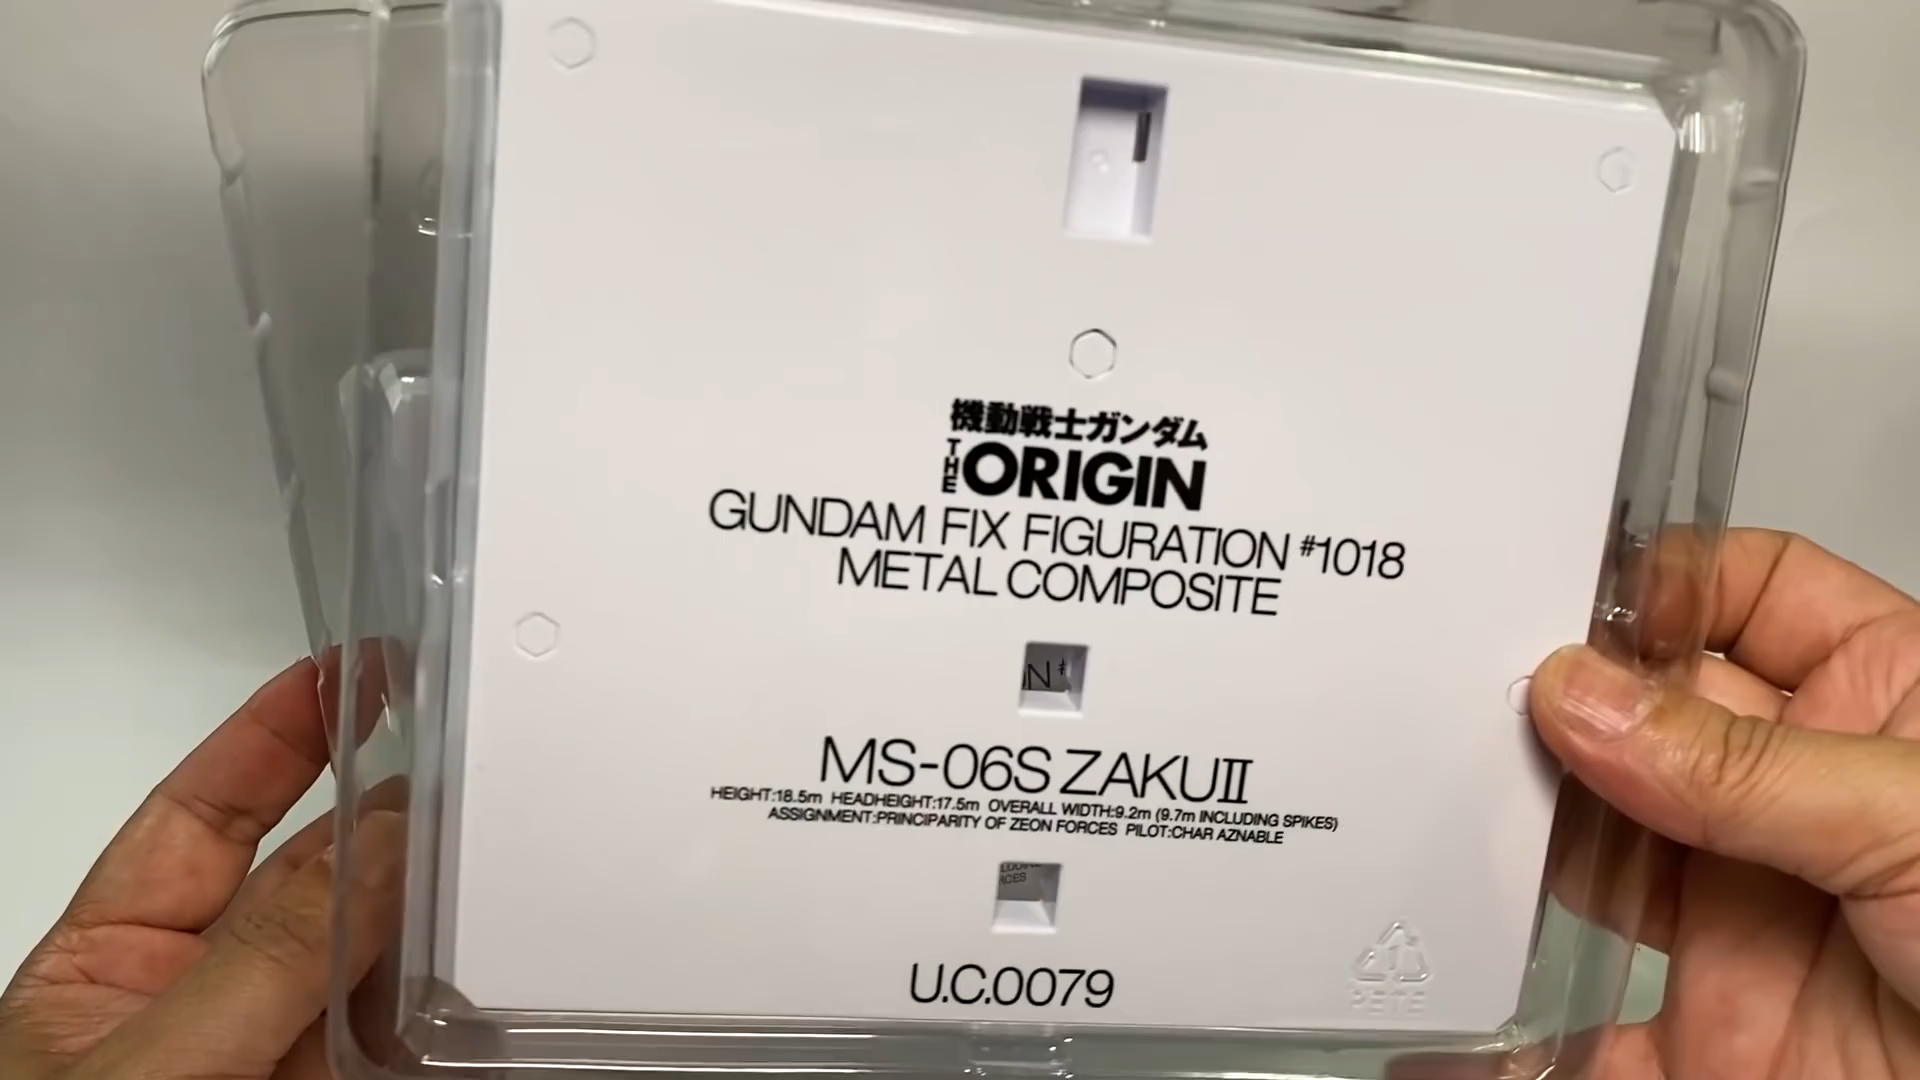 機動戦士ガンダム
THE ORIGIN
GUNDAM FIX FIGURATION #1018
METAL COMPOSITE
N #
MS-06S ZAKUII
HEIGHT:18.5m HEADHEIGHT:17.5m OVERALL WIDTH:9.2m (9.7m INCLUDING SPIKES)
ASSIGNMENT:PRINCIPARITY OF ZEON FORCES PILOT:CHAR AZNABLE
RCES
U.C.0079
1
PETE